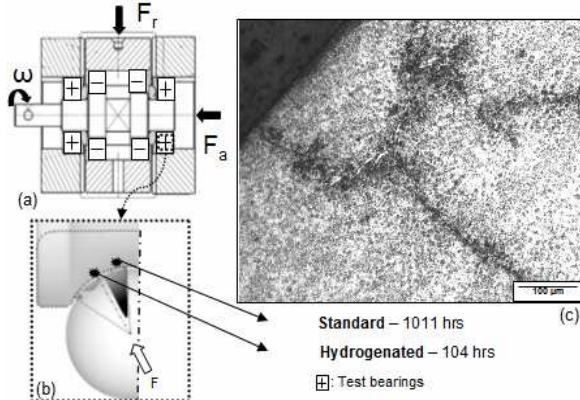 F_r
ω
+
−
−
+
F_a
+
−
−
+
(a)
F
(b)
100 µm
(c)
Standard – 1011 hrs
Hydrogenated – 104 hrs
+: Test bearings